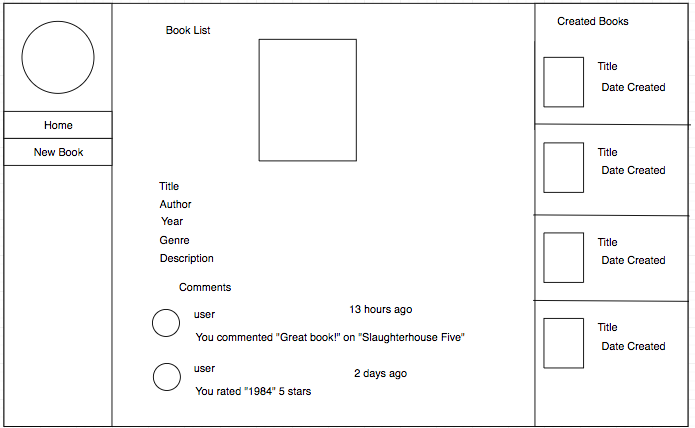 Home
New Book
Book List
Title
Author
Year
Genre
Description
Comments
user
13 hours ago
You commented "Great book!" on "Slaughterhouse Five"
user
2 days ago
You rated "1984" 5 stars
Created Books
Title
Date Created
Title
Date Created
Title
Date Created
Title
Date Created